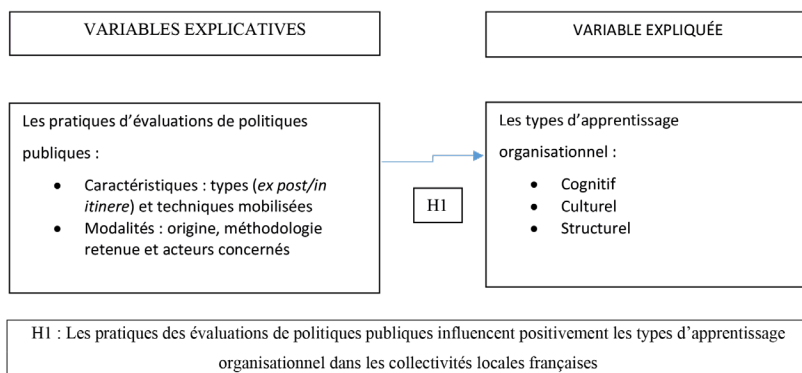 VARIABLES EXPLICATIVES
VARIABLE EXPLIQUÉE
Les pratiques d’évaluations de politiques
publiques :
• Caractéristiques : types (ex post/in
itinere) et techniques mobilisées
• Modalités : origine, méthodologie
retenue et acteurs concernés
H1
Les types d’apprentissage
organisationnel :
• Cognitif
• Culturel
• Structurel
H1 : Les pratiques des évaluations de politiques publiques influencent positivement les types d’apprentissage
organisationnel dans les collectivités locales françaises